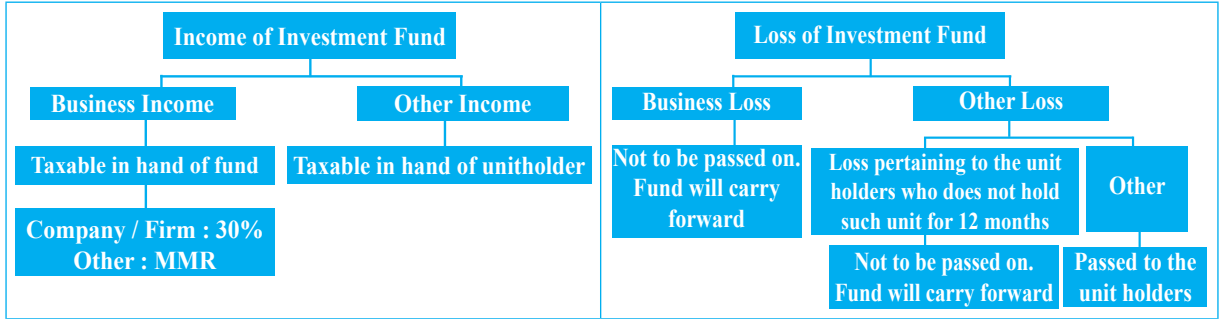 Income of Investment Fund
Business Income
Other Income
Taxable in hand of fund
Taxable in hand of unitholder
Company / Firm : 30%
Other : MMR
Loss of Investment Fund
Business Loss
Other Loss
Not to be passed on.
Fund will carry
forward
Loss pertaining to the unit
holders who does not hold
such unit for 12 months
Other
Not to be passed on.
Fund will carry forward
Passed to the
unit holders